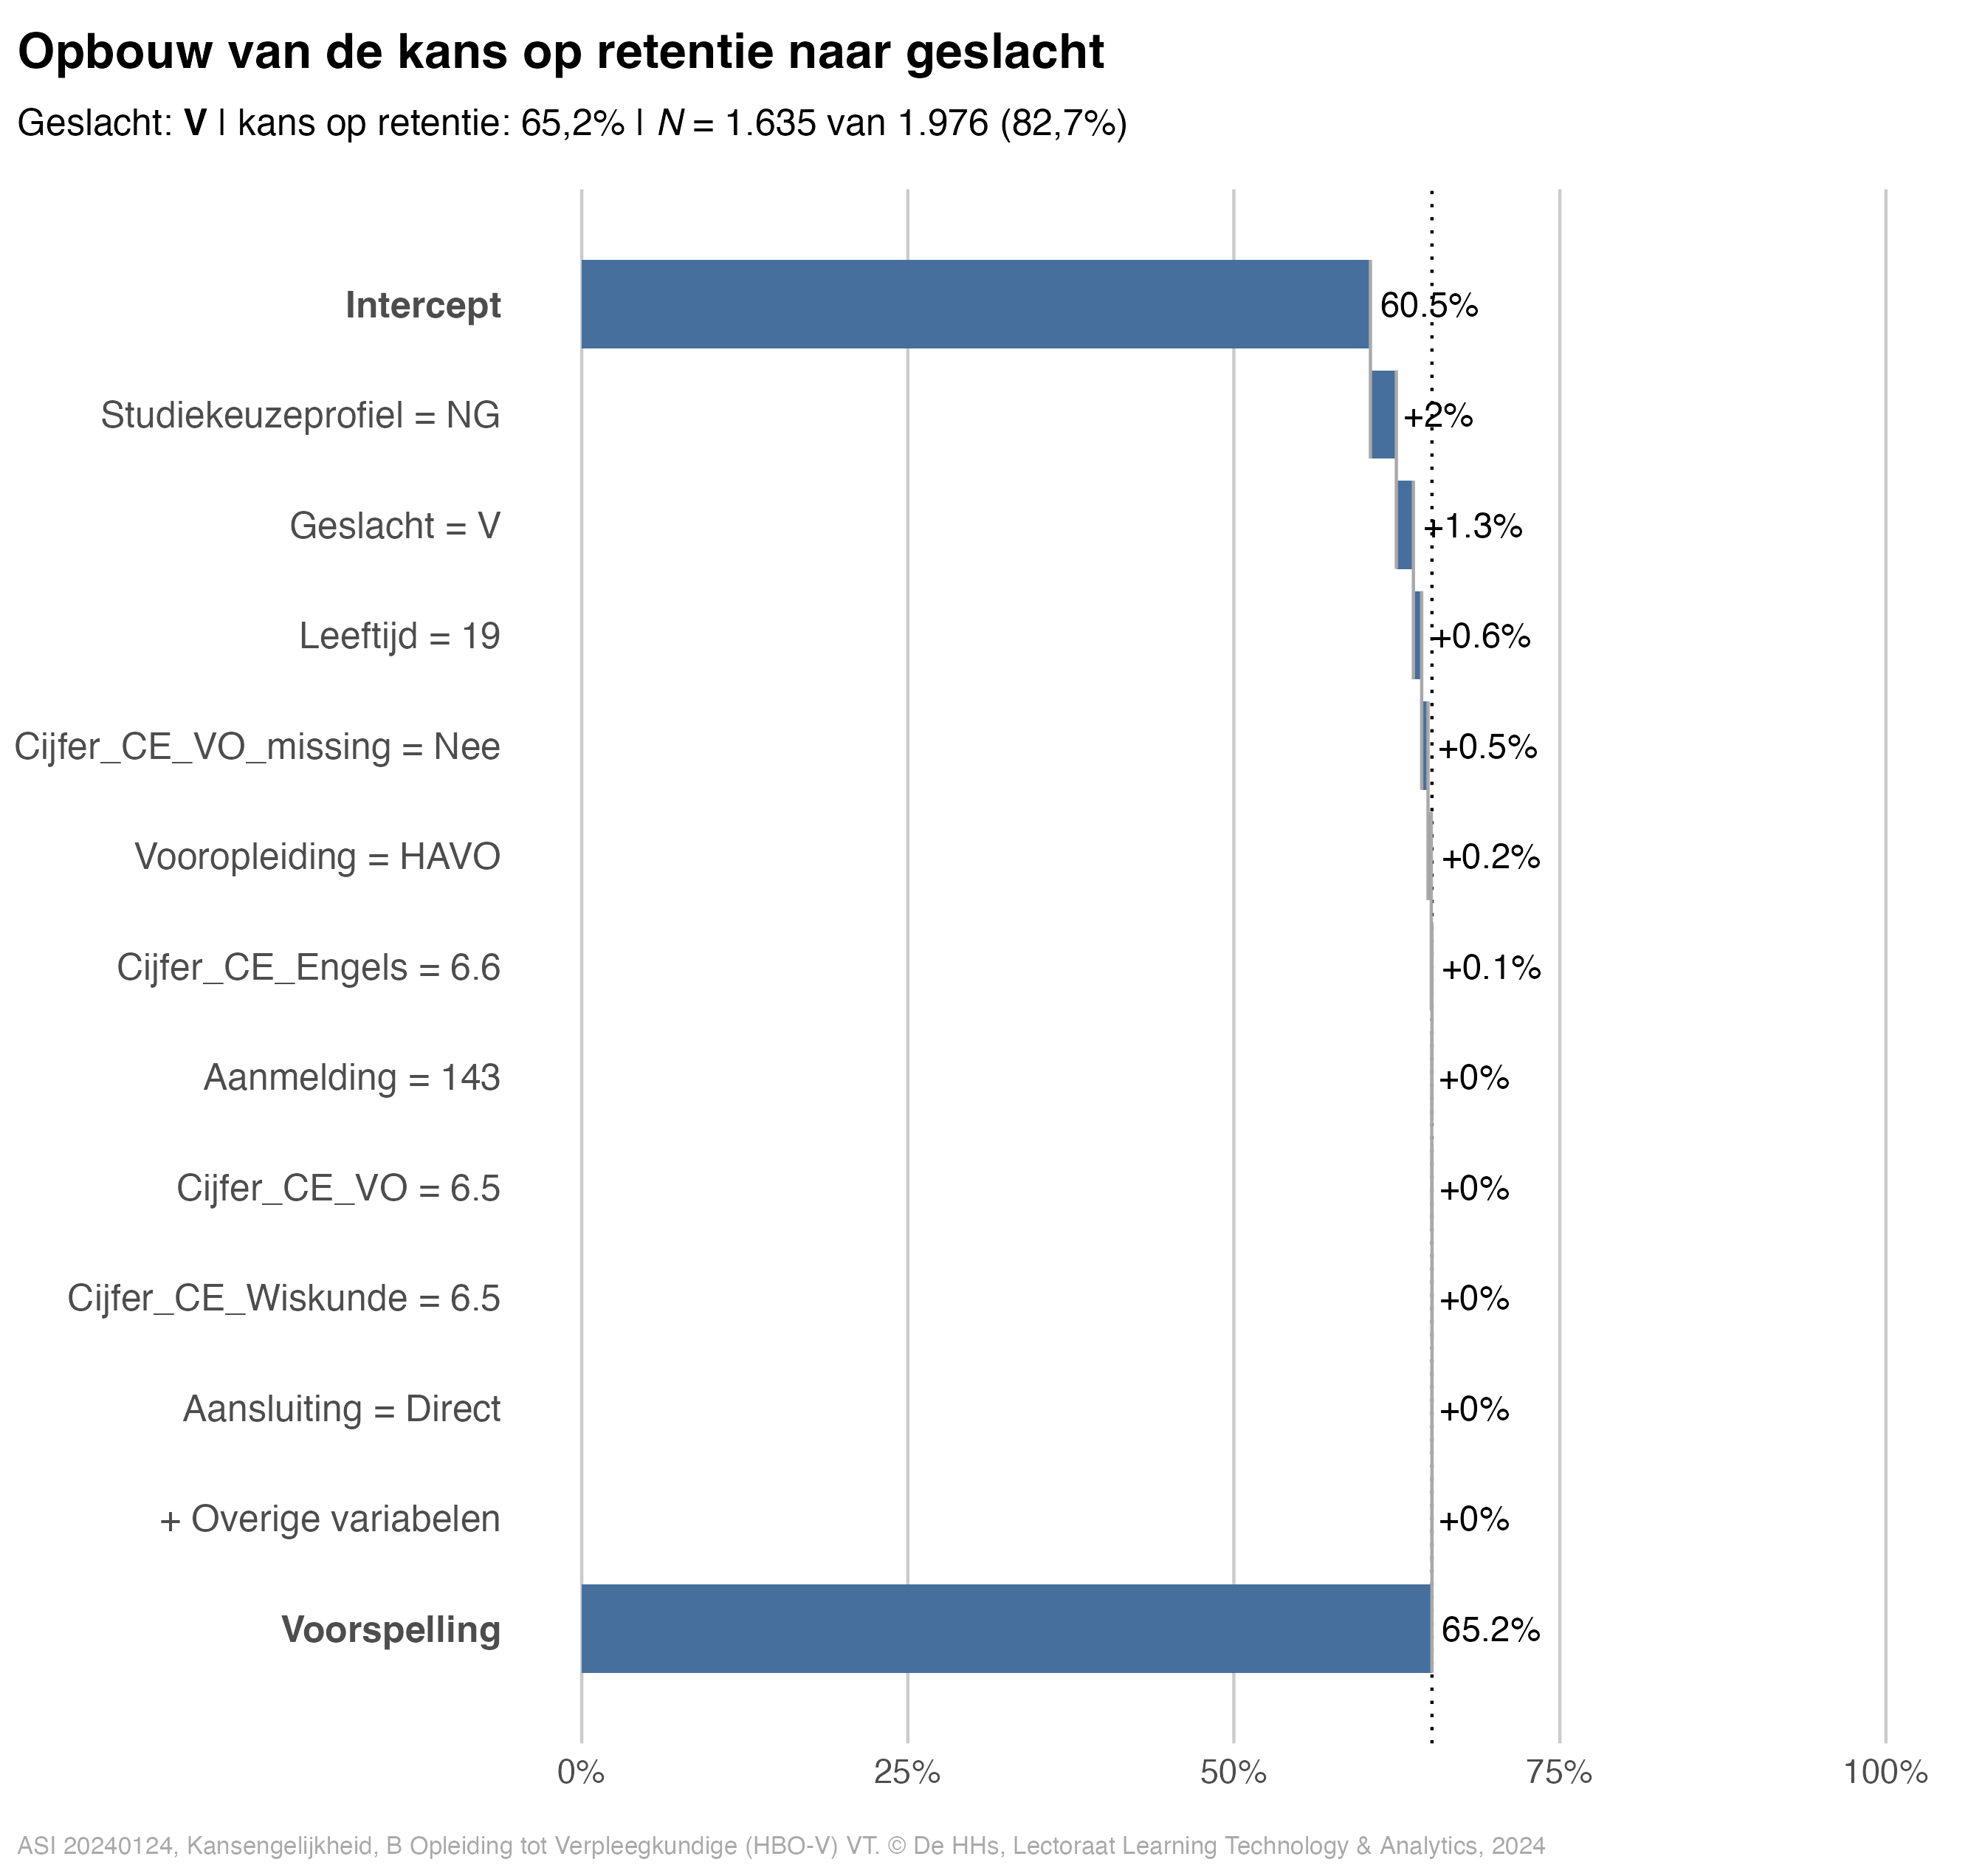 Opbouw van de kans op retentie naar geslacht
Geslacht: V | kans op retentie: 65,2% | N = 1.635 van 1.976 (82,7%)
Intercept 60.5%
Studiekeuzeprofiel = NG +2%
Geslacht = V +1.3%
Leeftijd = 19 +0.6%
Cijfer_CE_VO_missing = Nee +0.5%
Vooropleiding = HAVO +0.2%
Cijfer_CE_Engels = 6.6 +0.1%
Aanmelding = 143 +0%
Cijfer_CE_VO = 6.5 +0%
Cijfer_CE_Wiskunde = 6.5 +0%
Aansluiting = Direct +0%
+ Overige variabelen +0%
Voorspelling 65.2%
0% 25% 50% 75% 100%
ASI 20240124, Kansengelijkheid, B Opleiding tot Verpleegkundige (HBO-V) VT. © De HHs, Lectoraat Learning Technology & Analytics, 2024